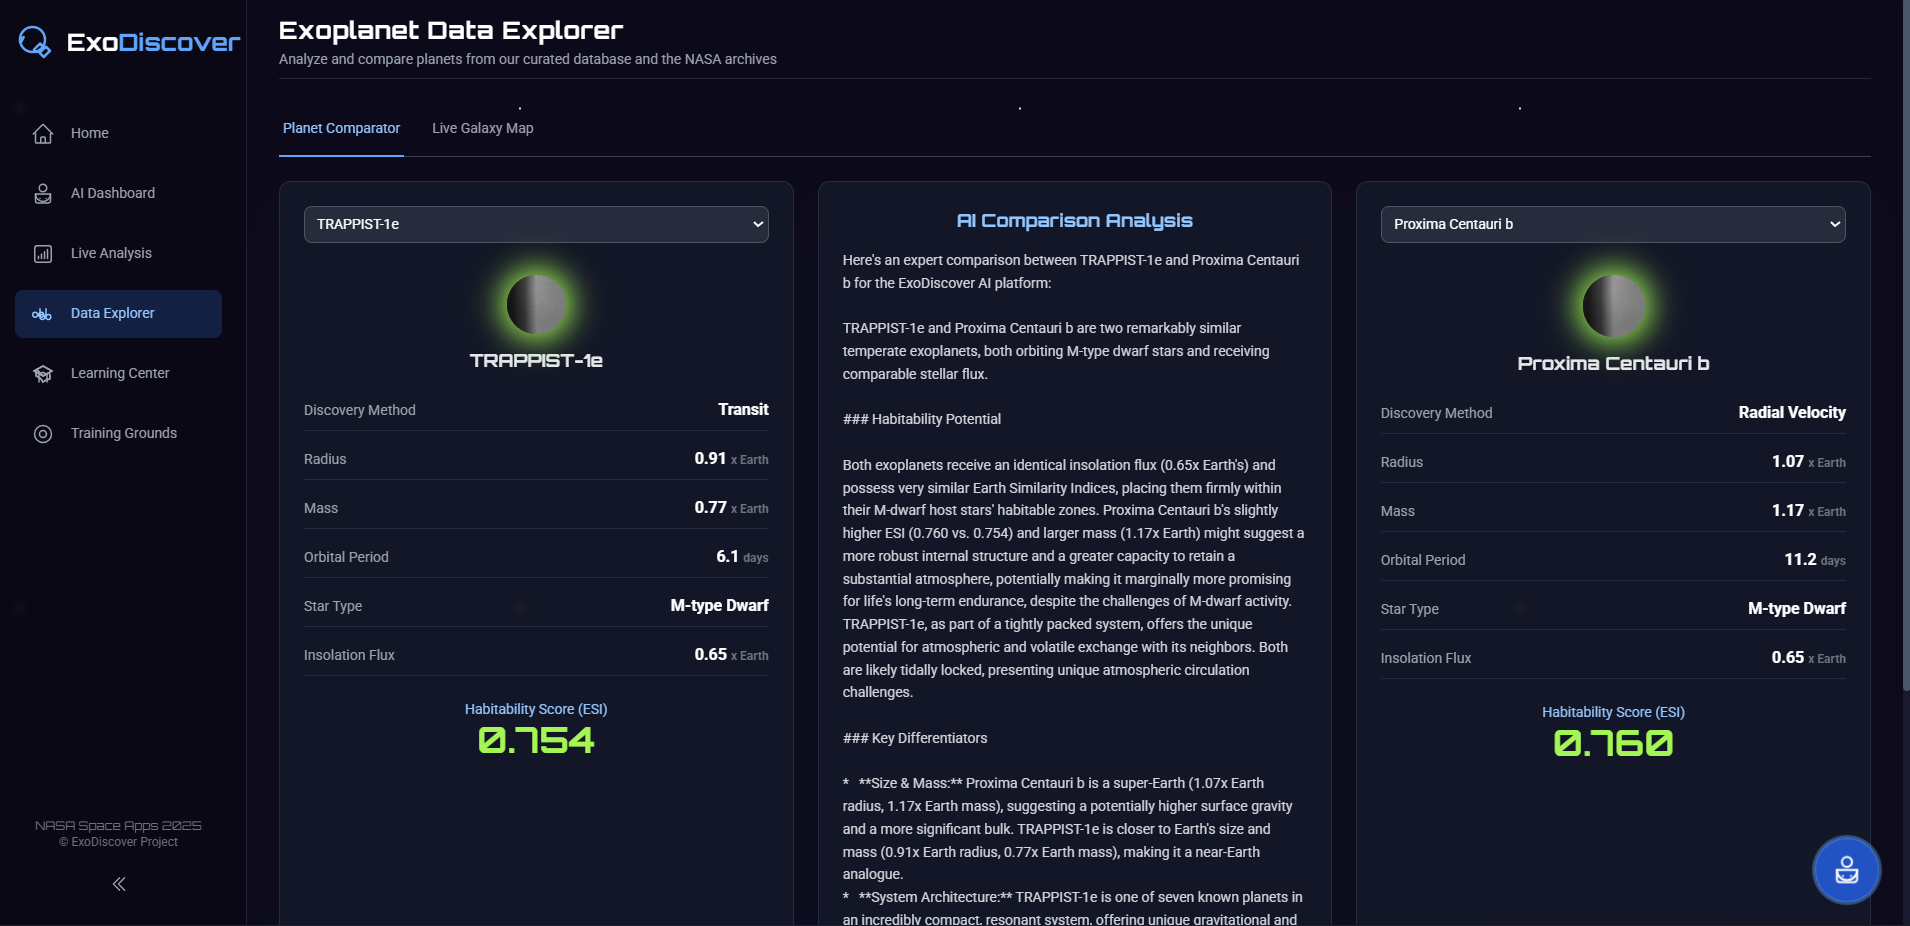 ExoDiscover
Home
AI Dashboard
Live Analysis
Data Explorer
Learning Center
Training Grounds
NASA Space Apps 2025
© ExoDiscover Project
Exoplanet Data Explorer
Analyze and compare planets from our curated database and the NASA archives
Planet Comparator
Live Galaxy Map
TRAPPIST-1e
TRAPPIST-1e
Discovery Method Transit
Radius 0.91 x Earth
Mass 0.77 x Earth
Orbital Period 6.1 days
Star Type M-type Dwarf
Insolation Flux 0.65 x Earth
Habitability Score (ESI)
0.754
AI Comparison Analysis
Here's an expert comparison between TRAPPIST-1e and Proxima Centauri
b for the ExoDiscover AI platform:
TRAPPIST-1e and Proxima Centauri b are two remarkably similar
temperate exoplanets, both orbiting M-type dwarf stars and receiving
comparable stellar flux.
### Habitability Potential
Both exoplanets receive an identical insolation flux (0.65x Earth's) and
possess very similar Earth Similarity Indices, placing them firmly within
their M-dwarf host stars' habitable zones. Proxima Centauri b's slightly
higher ESI (0.760 vs. 0.754) and larger mass (1.17x Earth) might suggest a
more robust internal structure and a greater capacity to retain a
substantial atmosphere, potentially making it marginally more promising
for life's long-term endurance, despite the challenges of M-dwarf activity.
TRAPPIST-1e, as part of a tightly packed system, offers the unique
potential for atmospheric and volatile exchange with its neighbors. Both
are likely tidally locked, presenting unique atmospheric circulation
challenges.
### Key Differentiators
* **Size & Mass:** Proxima Centauri b is a super-Earth (1.07x Earth
radius, 1.17x Earth mass), suggesting a potentially higher surface gravity
and a more significant bulk. TRAPPIST-1e is closer to Earth's size and
mass (0.91x Earth radius, 0.77x Earth mass), making it a near-Earth
analogue.
* **System Architecture:** TRAPPIST-1e is one of seven known planets in
an incredibly compact, resonant system, offering unique gravitational and
Proxima Centauri b
Proxima Centauri b
Discovery Method Radial Velocity
Radius 1.07 x Earth
Mass 1.17 x Earth
Orbital Period 11.2 days
Star Type M-type Dwarf
Insolation Flux 0.65 x Earth
Habitability Score (ESI)
0.760